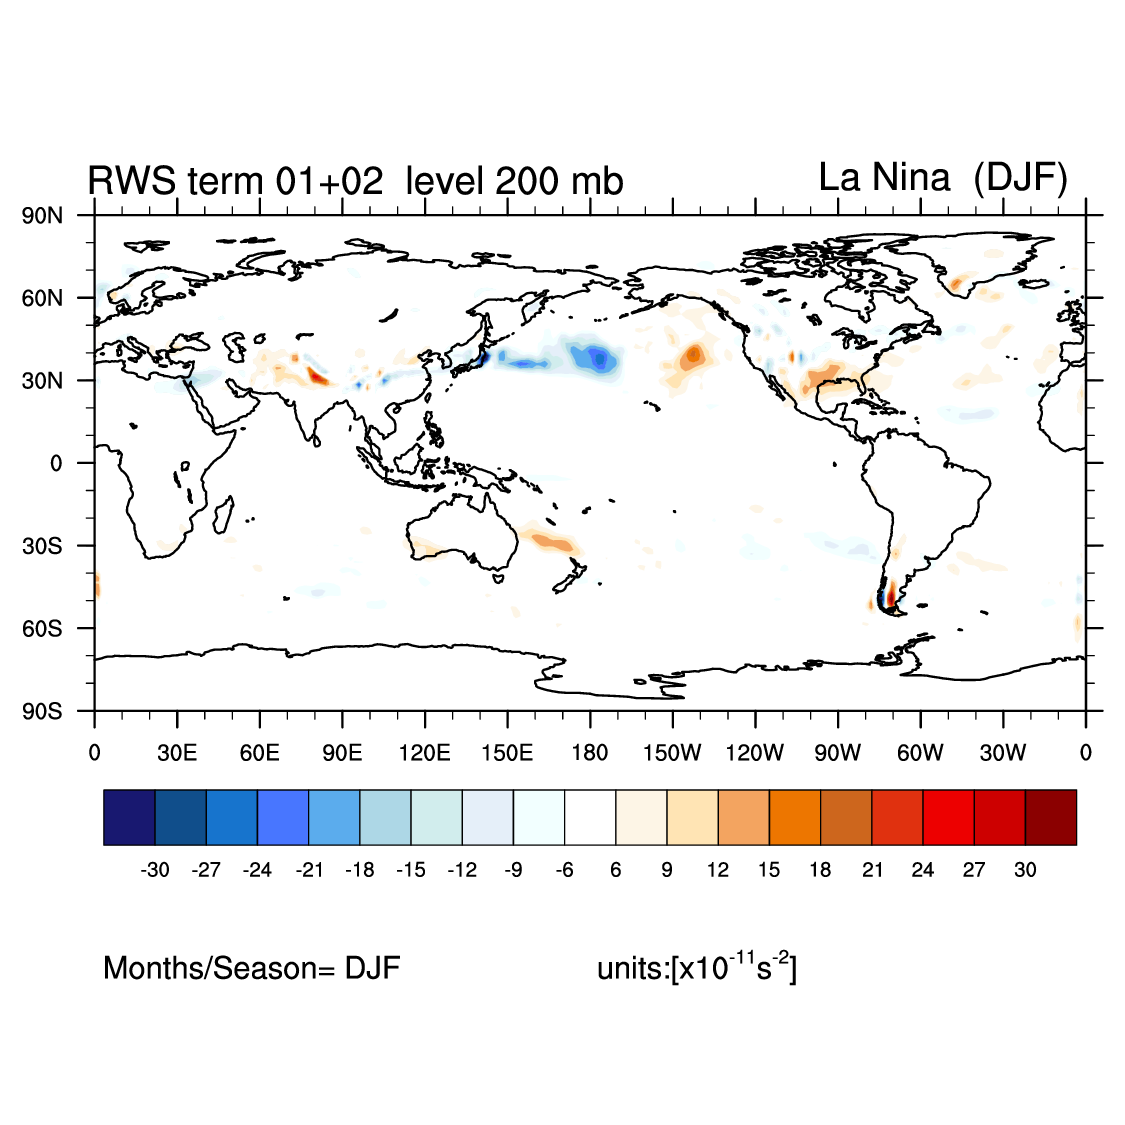 RWS term 01+02 level 200 mb La Nina (DJF)
90N
60N
30N
0
30S
60S
90S
0 30E 60E 90E 120E 150E 180 150W 120W 90W 60W 30W 0
-30 -27 -24 -21 -18 -15 -12 -9 -6 6 9 12 15 18 21 24 27 30
Months/Season= DJF units:[x10⁻¹¹s⁻²]